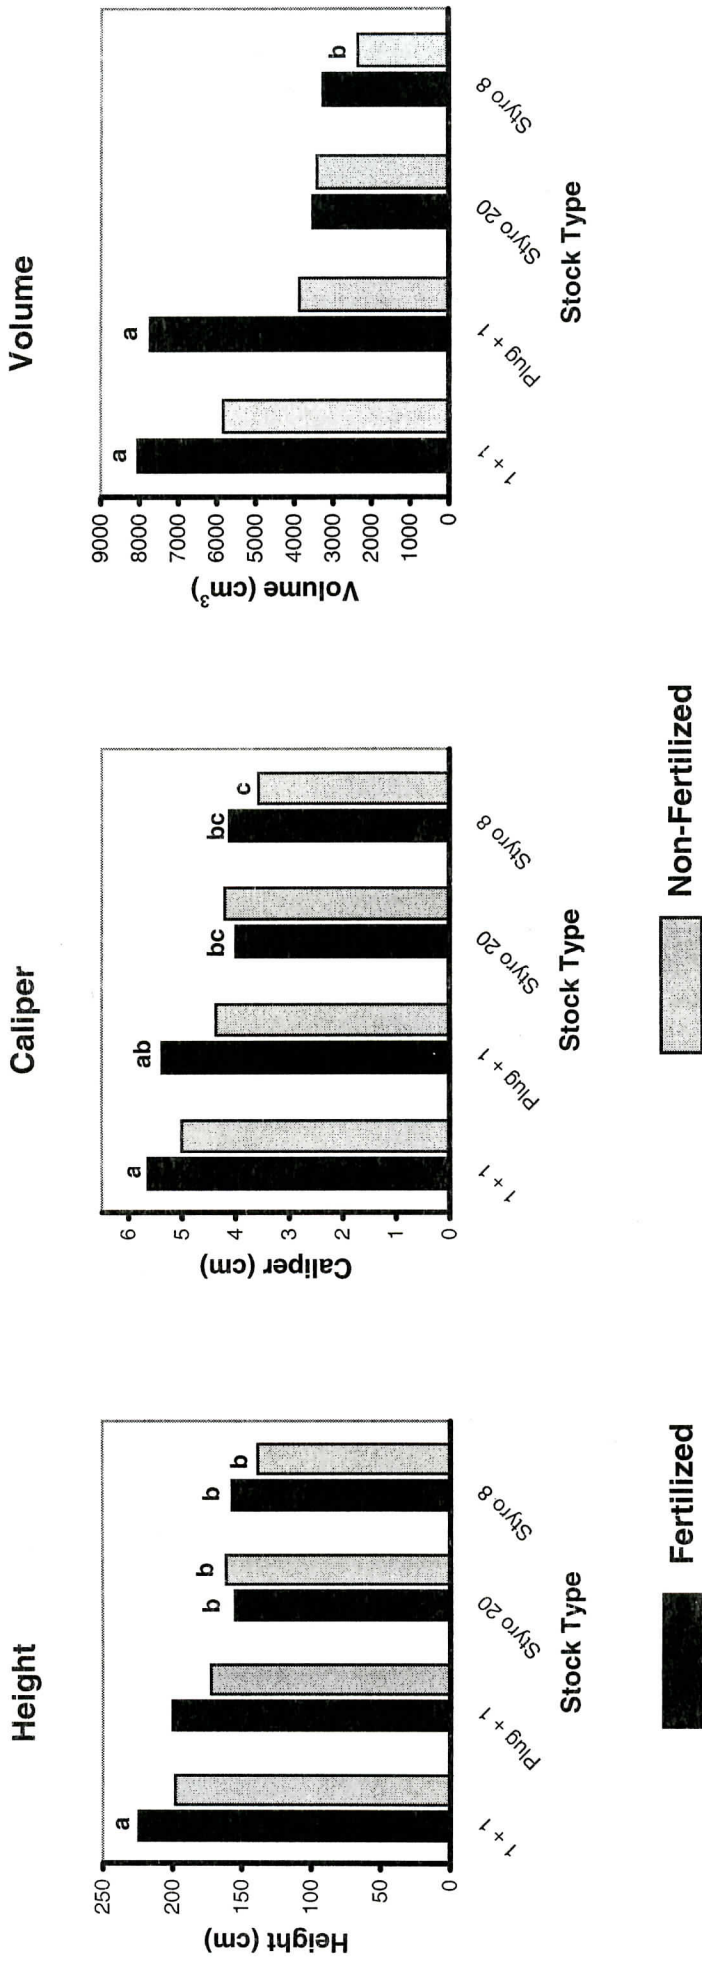 Height
Height (cm)
250
200
150
100
50
0
a
b
b
b
b
1 + 1
Plug + 1
Styro 20
Styro 8
Stock Type
Caliper
Caliper (cm)
6
5
4
3
2
1
0
a
ab
bc
bc
c
1 + 1
Plug + 1
Styro 20
Styro 8
Stock Type
Volume
Volume (cm³)
9000
8000
7000
6000
5000
4000
3000
2000
1000
0
a
a
b
1 + 1
Plug + 1
Styro 20
Styro 8
Stock Type
Fertilized
Non-Fertilized